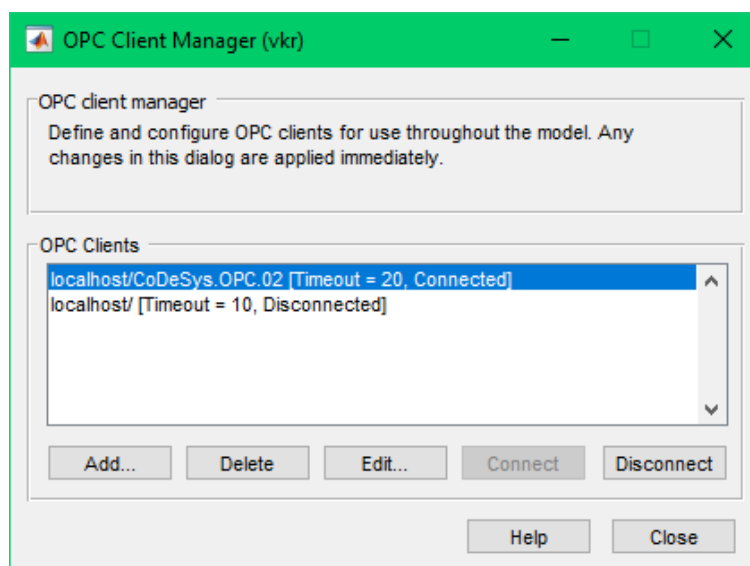 OPC Client Manager (vkr)
OPC client manager
Define and configure OPC clients for use throughout the model. Any
changes in this dialog are applied immediately.
OPC Clients
localhost/CoDeSys.OPC.02 [Timeout = 20, Connected]
localhost/ [Timeout = 10, Disconnected]
Add... Delete Edit... Connect Disconnect
Help Close